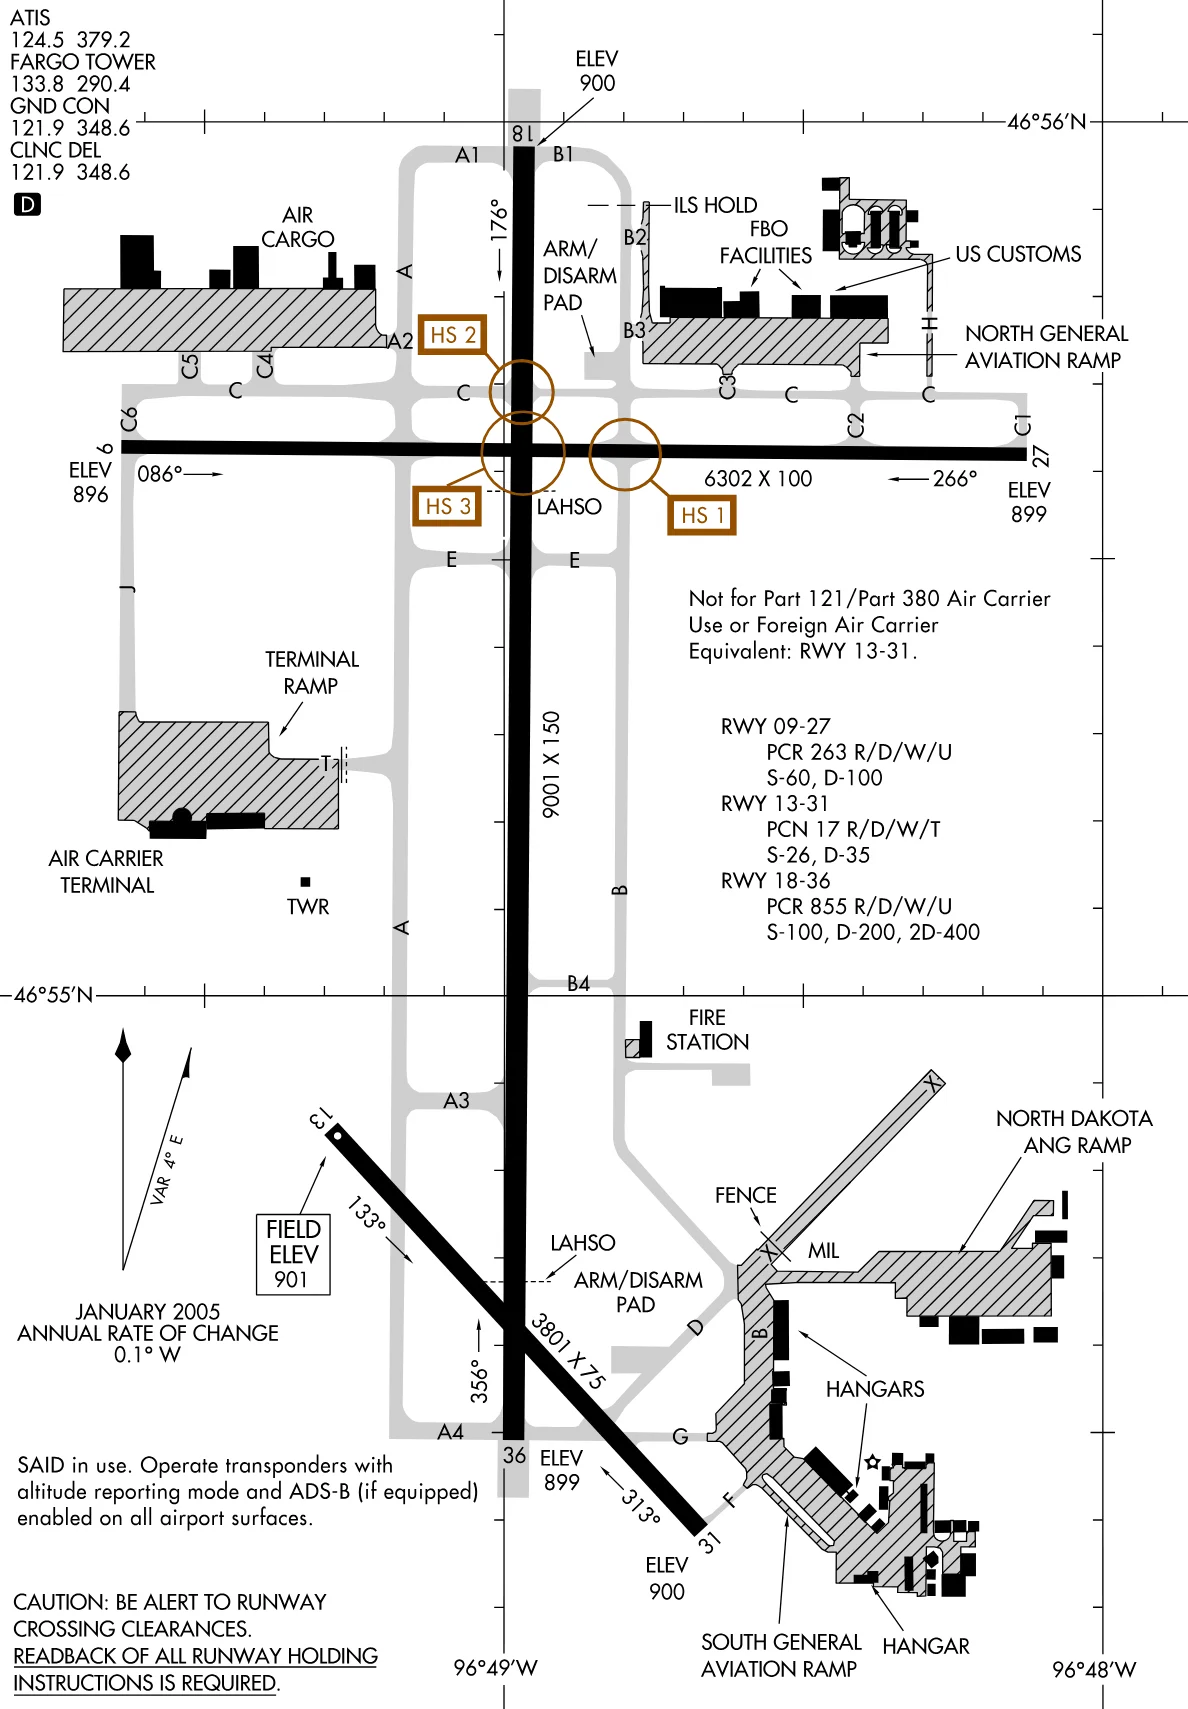 ATIS
124.5 379.2
FARGO TOWER
133.8 290.4
GND CON
121.9 348.6
CLNC DEL
121.9 348.6
D
ELEV
900
46°56'N
18
A1
B1
176°
ILS HOLD
AIR
CARGO
ARM/
DISARM
PAD
B2
FBO
FACILITIES
US CUSTOMS
A
A2
HS 2
B3
H
NORTH GENERAL
AVIATION RAMP
C5
C4
C
C
C3
C
C
C6
C2
C1
9
27
ELEV
896
086°
6302 X 100
266°
ELEV
899
HS 3
LAHSO
HS 1
E
E
J
Not for Part 121/Part 380 Air Carrier
Use or Foreign Air Carrier
Equivalent: RWY 13-31.
TERMINAL
RAMP
T
9001 X 150
RWY 09-27
PCR 263 R/D/W/U
S-60, D-100
RWY 13-31
PCN 17 R/D/W/T
S-26, D-35
RWY 18-36
PCR 855 R/D/W/U
S-100, D-200, 2D-400
AIR CARRIER
TERMINAL
TWR
A
B
B4
46°55'N
FIRE
STATION
VAR 4° E
A3
13
X
NORTH DAKOTA
ANG RAMP
133°
FENCE
X
MIL
FIELD
ELEV
901
LAHSO
ARM/DISARM
PAD
JANUARY 2005
ANNUAL RATE OF CHANGE
0.1° W
356°
3801 X 75
D
B
HANGARS
A4
G
36
ELEV
899
SAID in use. Operate transponders with
altitude reporting mode and ADS-B (if equipped)
enabled on all airport surfaces.
313°
F
31
ELEV
900
CAUTION: BE ALERT TO RUNWAY
CROSSING CLEARANCES.
READBACK OF ALL RUNWAY HOLDING
INSTRUCTIONS IS REQUIRED.
SOUTH GENERAL
AVIATION RAMP
HANGAR
96°49'W
96°48'W